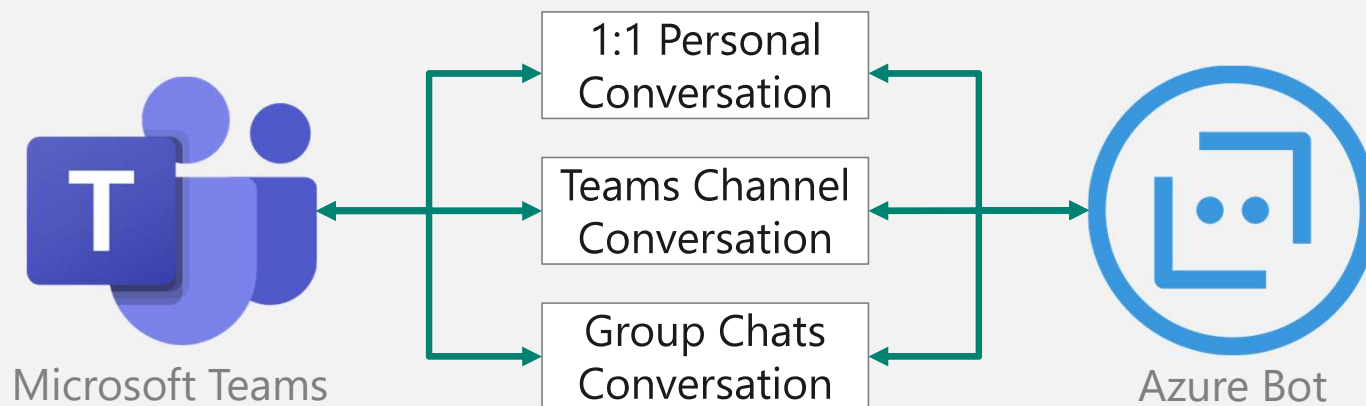 1:1 Personal
Conversation
T
Teams Channel
Conversation
Group Chats
Conversation
Microsoft Teams
Azure Bot